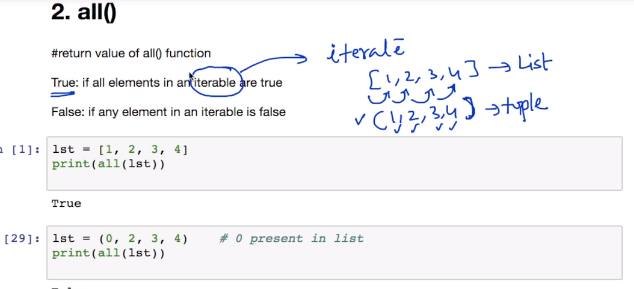 2. all()
#return value of all() function
True: if all elements in an iterable are true
False: if any element in an iterable is false
iterate
[1, 2, 3, 4] → List
(1, 2, 3, 4) → tuple
[1]: lst = [1, 2, 3, 4]
print(all(lst))
True
[29]: lst = (0, 2, 3, 4) # 0 present in list
print(all(lst))